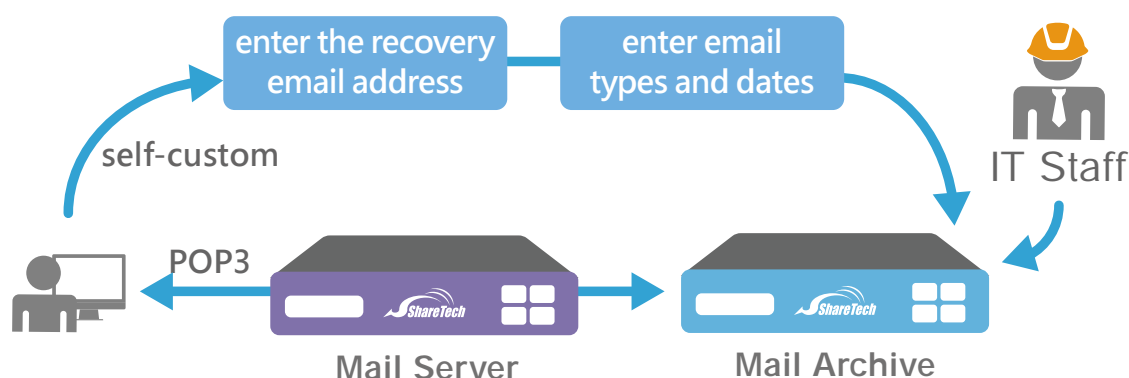 enter the recovery
email address
enter email
types and dates
self-custom
IT Staff
POP3
ShareTech
ShareTech
Mail Server
Mail Archive